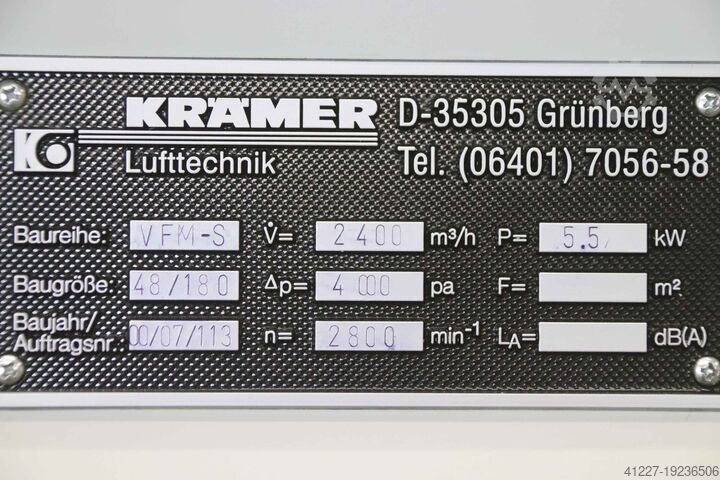 KRÄMER
Lufttechnik
D-35305 Grünberg
Tel. (06401) 7056-58
Baureihe: VFM-S V̇= 2400 m³/h P= 5.5 kW
Baugröße: 48/180 Δp= 4000 pa F= m²
Baujahr/
Auftragsnr.: 00/07/113 n= 2800 min⁻¹ LA= dB(A)
41227-19236506